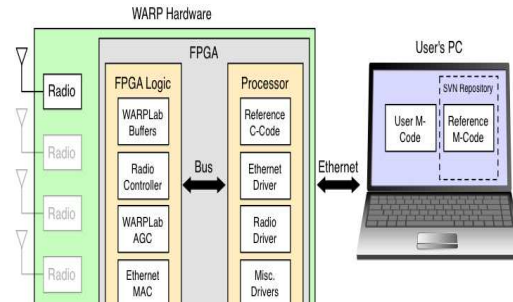 WARP Hardware
FPGA
User's PC
FPGA Logic
Processor
SVN Repository
Radio
WARPLab
Buffers
Reference
C-Code
User M-
Code
Reference
M-Code
Radio
Radio
Controller
Bus
Ethernet
Driver
Ethernet
Radio
WARPLab
AGC
Radio
Driver
Radio
Ethernet
MAC
Misc.
Drivers